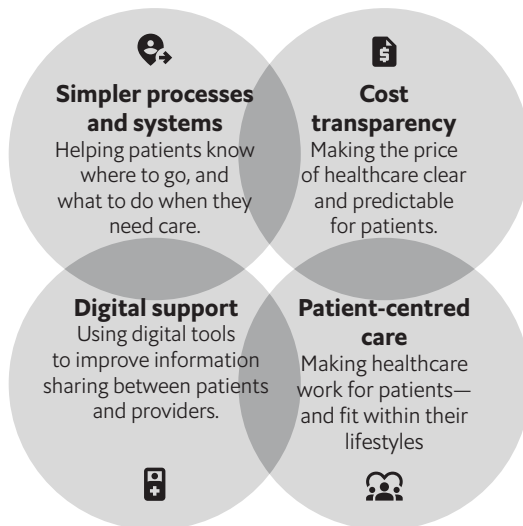 Simpler processes
and systems
Helping patients know
where to go, and
what to do when they
need care.
Cost
transparency
Making the price
of healthcare clear
and predictable
for patients.
Digital support
Using digital tools
to improve information
sharing between patients
and providers.
Patient-centred
care
Making healthcare
work for patients—
and fit within their
lifestyles